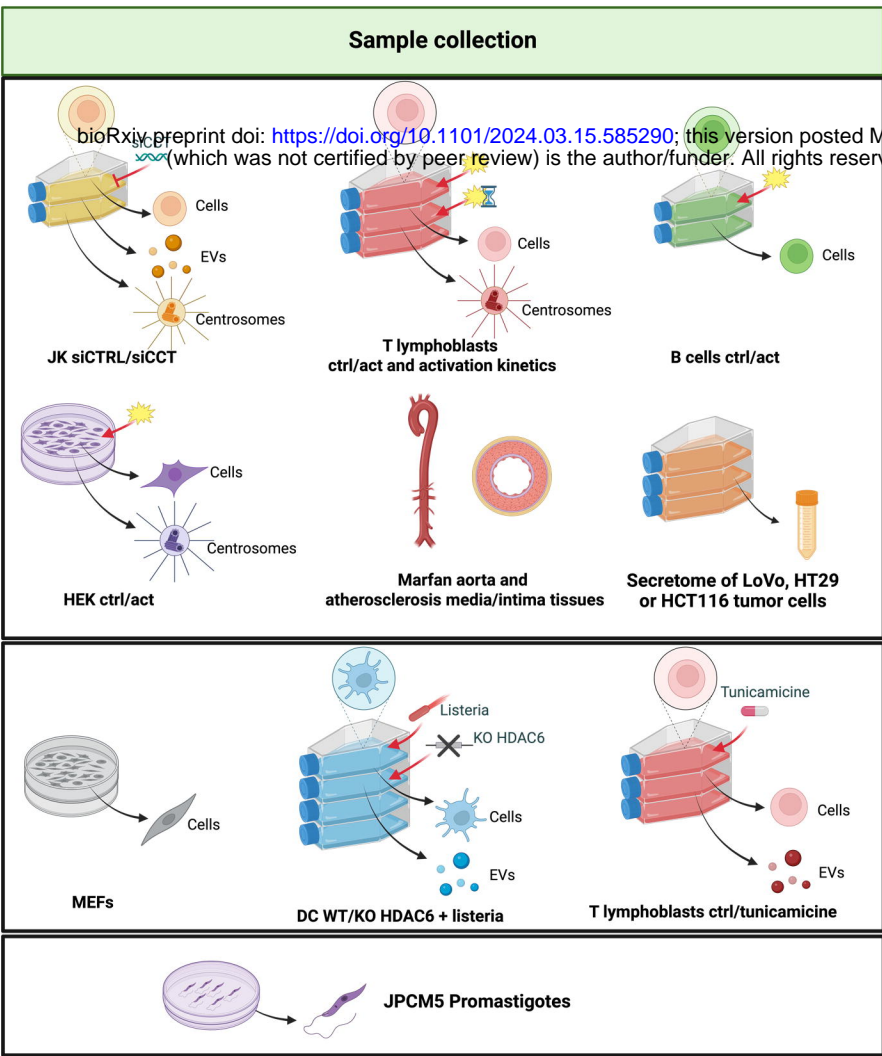 Sample collection
bioRxiv preprint doi: https://doi.org/10.1101/2024.03.15.585290; this version posted M
(which was not certified by peer review) is the author/funder. All rights reserv
siCCT
Cells
EVs
Centrosomes
JK siCTRL/siCCT
Cells
Centrosomes
T lymphoblasts
ctrl/act and activation kinetics
Cells
B cells ctrl/act
Cells
Centrosomes
HEK ctrl/act
Marfan aorta and
atherosclerosis media/intima tissues
Secretome of LoVo, HT29
or HCT116 tumor cells
Cells
MEFs
Listeria
KO HDAC6
Cells
EVs
DC WT/KO HDAC6 + listeria
Tunicamicine
Cells
EVs
T lymphoblasts ctrl/tunicamicine
JPCM5 Promastigotes